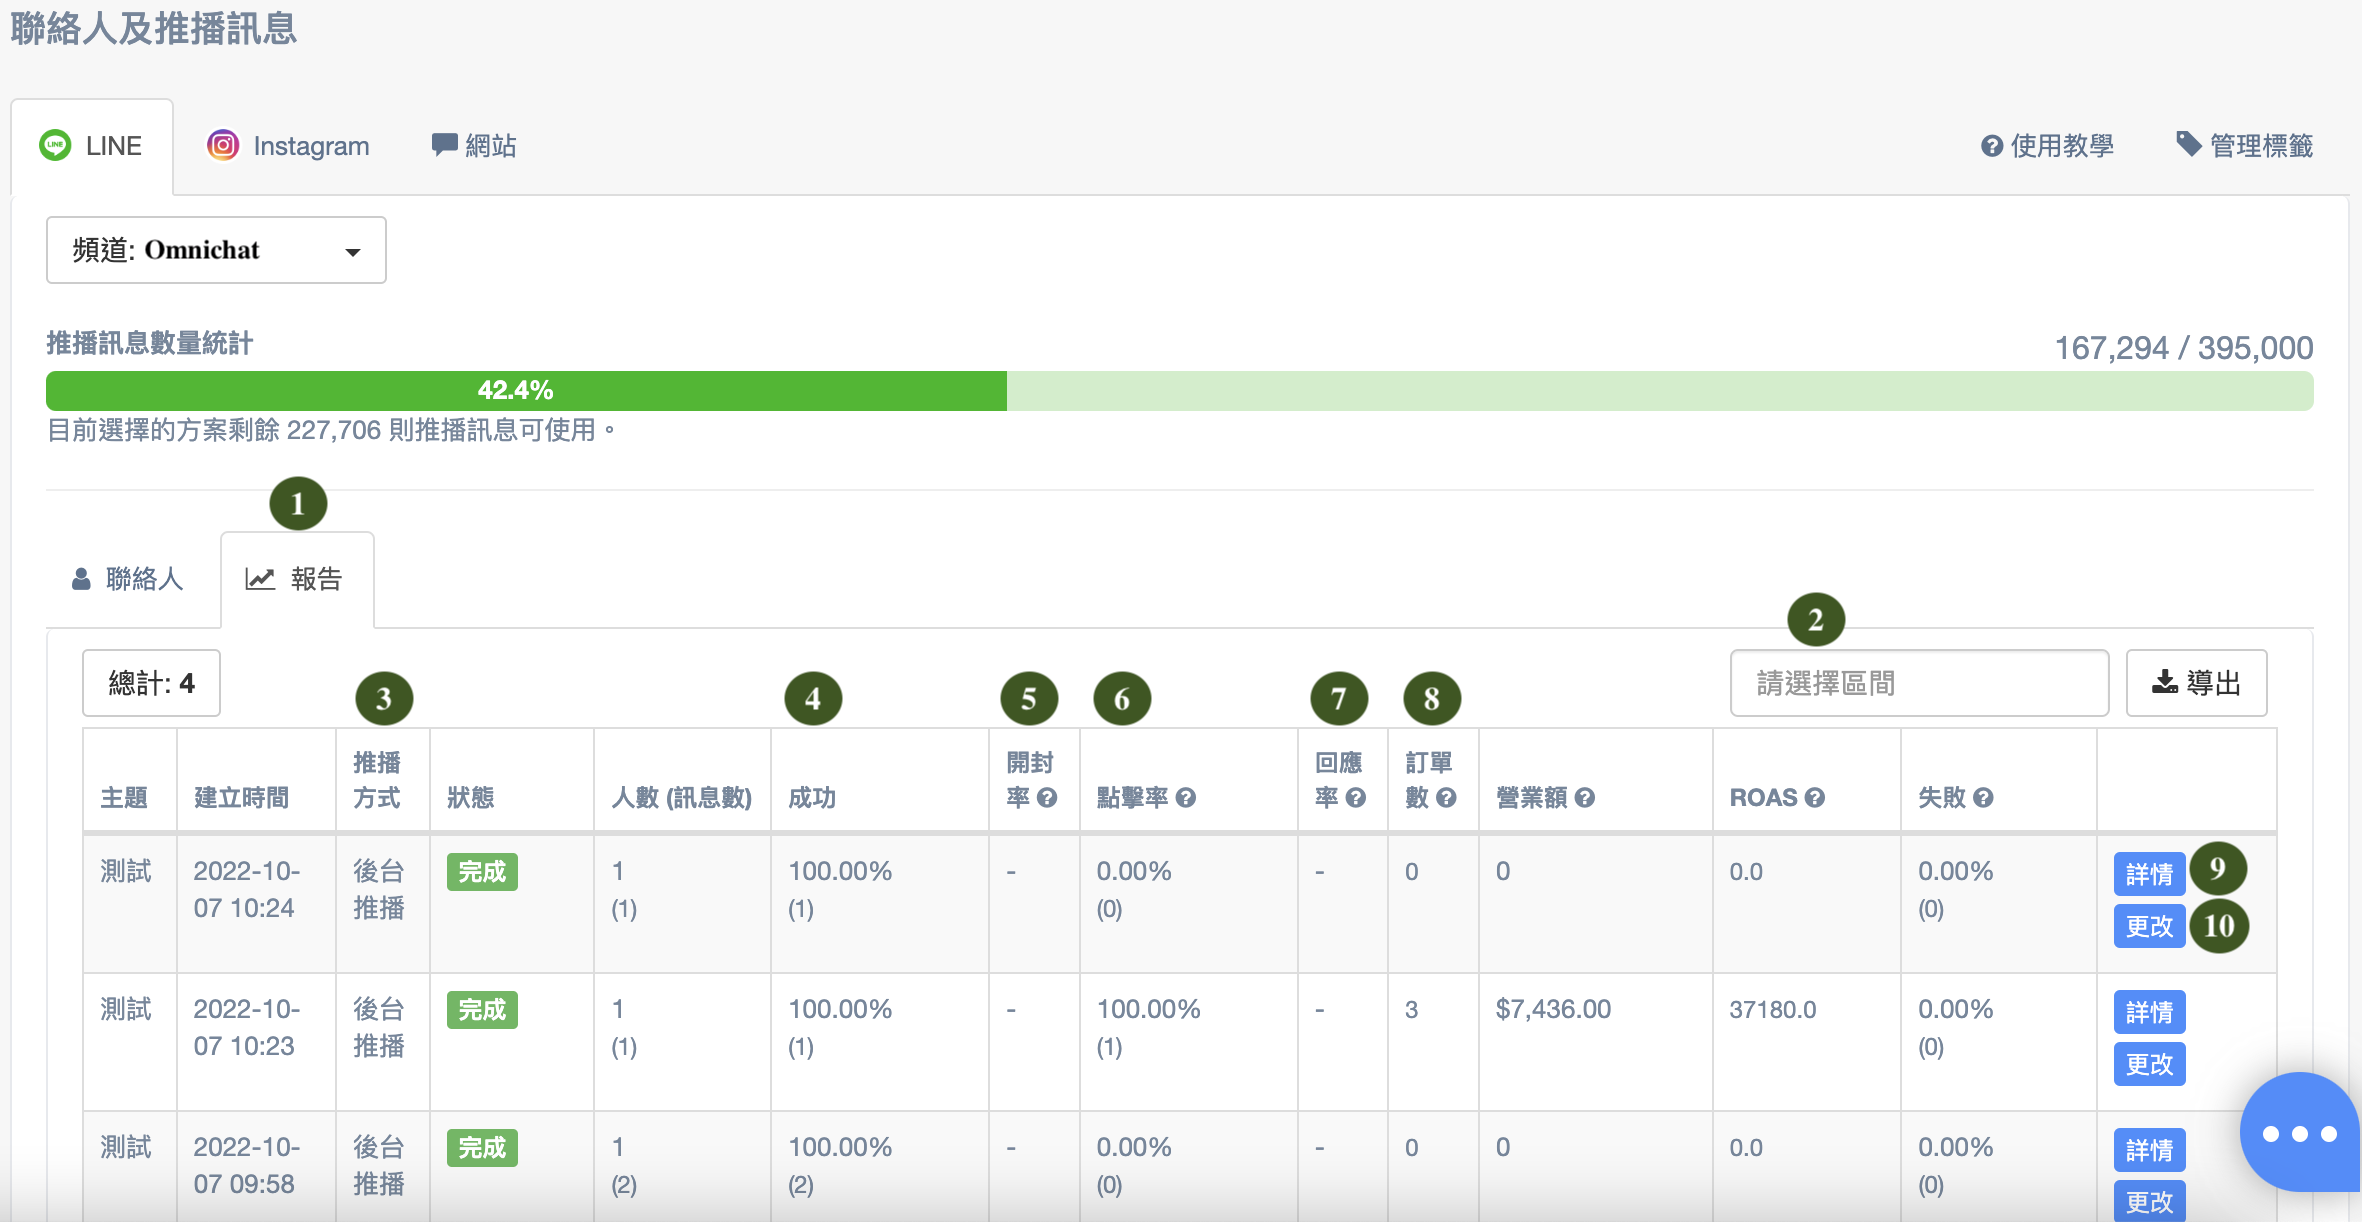 聯絡人及推播訊息
LINE
Instagram
網站
使用教學
管理標籤
頻道: Omnichat
推播訊息數量統計
167,294 / 395,000
42.4%
目前選擇的方案剩餘 227,706 則推播訊息可使用。
1
聯絡人
報告
2
總計: 4
請選擇區間
導出
3
4
5
6
7
8
主題
建立時間
推播
方式
狀態
人數 (訊息數)
成功
開封
率
點擊率
回應
率
訂單
數
營業額
ROAS
失敗
測試
2022-10-
07 10:24
後台
推播
完成
1
(1)
100.00%
(1)
-
0.00%
(0)
-
0
0
0.0
0.00%
(0)
詳情
9
更改
10
測試
2022-10-
07 10:23
後台
推播
完成
1
(1)
100.00%
(1)
-
100.00%
(1)
-
3
$7,436.00
37180.0
0.00%
(0)
詳情
更改
測試
2022-10-
07 09:58
後台
推播
完成
1
(2)
100.00%
(2)
-
0.00%
(0)
-
0
0
0.0
0.00%
(0)
詳情
更改